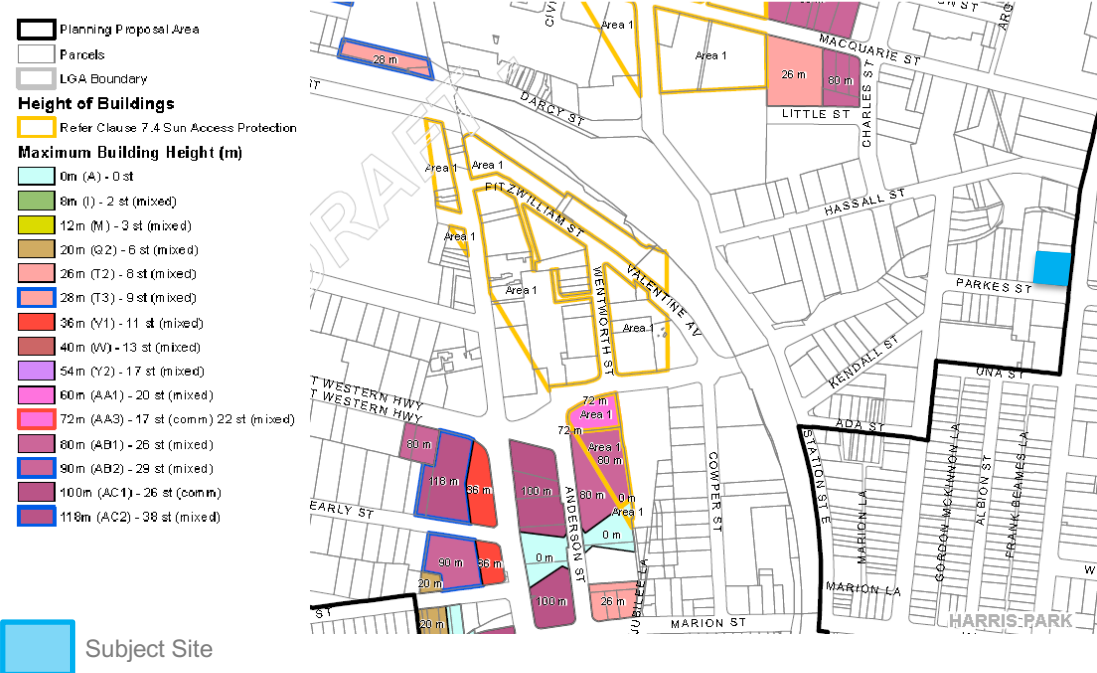 Planning Proposal Area
Parcels
LGA Boundary
Height of Buildings
Refer Clause 7.4 Sun Access Protection
Maximum Building Height (m)
0m (A) - 0 st
8m (I) - 2 st (mixed)
12m (M) - 3 st (mixed)
20m (Q2) - 6 st (mixed)
26m (T2) - 8 st (mixed)
28m (T3) - 9 st (mixed)
36m (V1) - 11 st (mixed)
40m (W) - 13 st (mixed)
54m (Y2) - 17 st (mixed)
60m (AA1) - 20 st (mixed)
72m (AA3) - 17 st (comm) 22 st (mixed)
80m (AB1) - 26 st (mixed)
90m (AB2) - 29 st (mixed)
100m (AC1) - 26 st (comm)
118m (AC2) - 38 st (mixed)
Subject Site
Area 1
MACQUARIE ST
Area 1
28 m
26 m
80 m
DARCY ST
LITTLE ST
CHARLES ST
DRAFT
Area 1
Area 1
FITZWILLIAM ST
HASSALL ST
Area 1
VALENTINE AV
PARKES ST
Area 1
WENTWORTH ST
Area 1
KENDALL ST
UNA ST
T WESTERN HWY
T WESTERN HWY
72 m
Area 1
72 m
ADA ST
80 m
Area 1
80 m
118 m
36 m
100 m
80 m
0 m
Area 1
EARLY ST
ANDERSON ST
COWPER ST
STATION ST E
MARION LA
GORDON MCKINNON LA
ALBION ST
FRANK BEAMES LA
0 m
0 m
90 m
36 m
20 m
100 m
26 m
JUBILEE LA
MARION LA
W
ST
20 m
MARION ST
HARRIS PARK